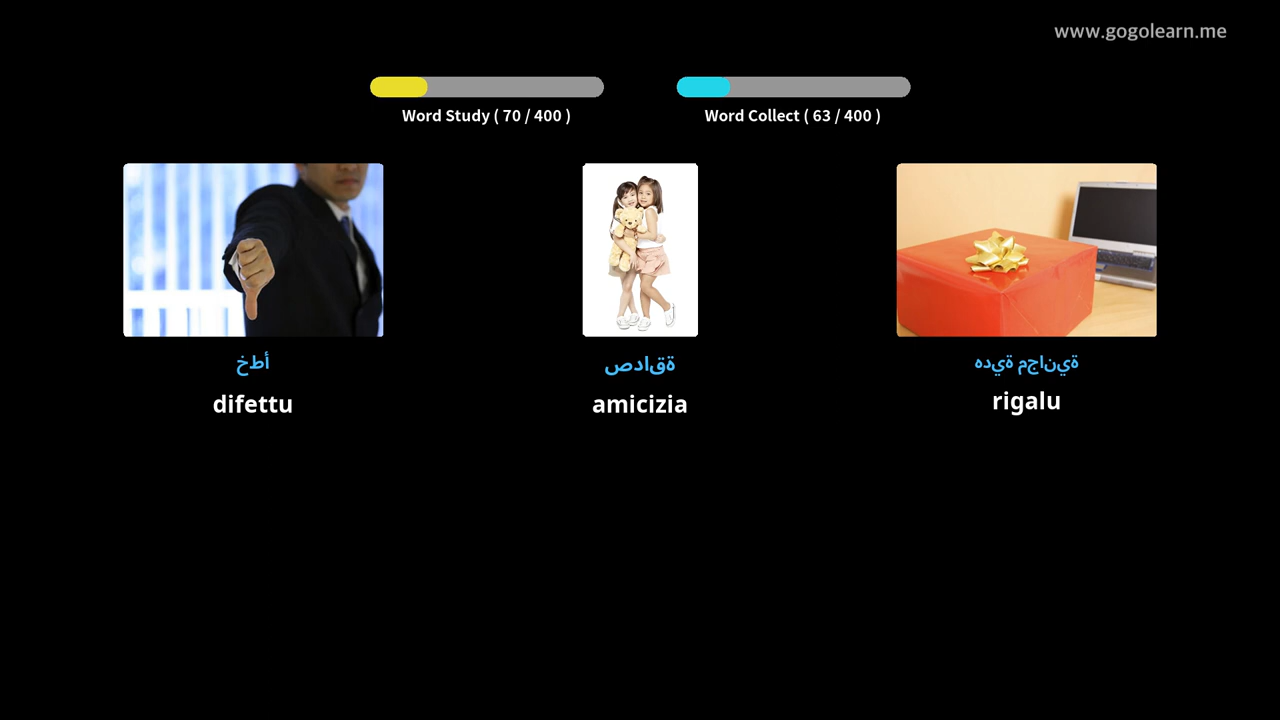 www.gogolearn.me
Word Study ( 70 / 400 )
Word Collect ( 63 / 400 )
أطخ
difettu
ةقادص
amicizia
ةيناجم ةيده
rigalu